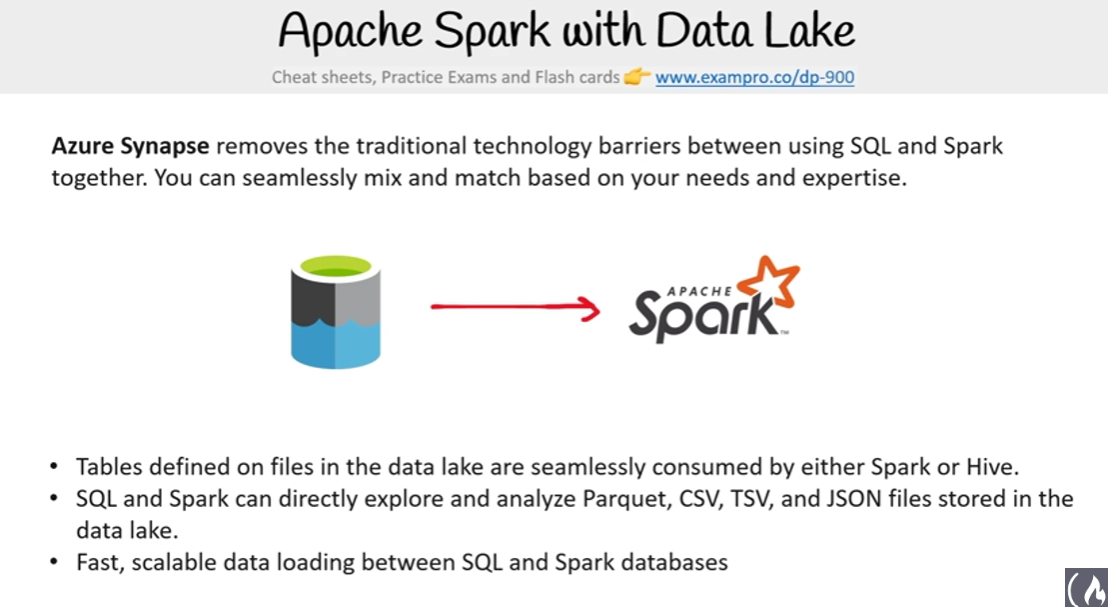 Apache Spark with Data Lake
Cheat sheets, Practice Exams and Flash cards 👉 www.exampro.co/dp-900
Azure Synapse removes the traditional technology barriers between using SQL and Spark
together. You can seamlessly mix and match based on your needs and expertise.
APACHE
Spark™
• Tables defined on files in the data lake are seamlessly consumed by either Spark or Hive.
• SQL and Spark can directly explore and analyze Parquet, CSV, TSV, and JSON files stored in the
data lake.
• Fast, scalable data loading between SQL and Spark databases